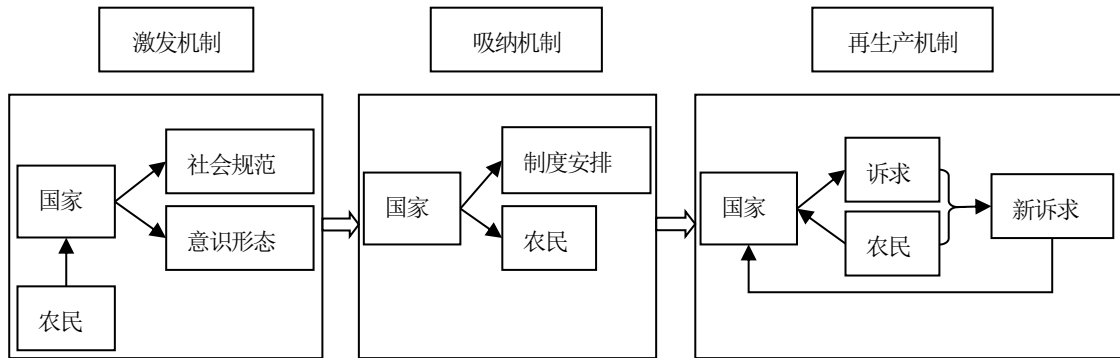 激发机制
吸纳机制
再生产机制
国家
社会规范
意识形态
农民
国家
制度安排
农民
国家
诉求
农民
新诉求